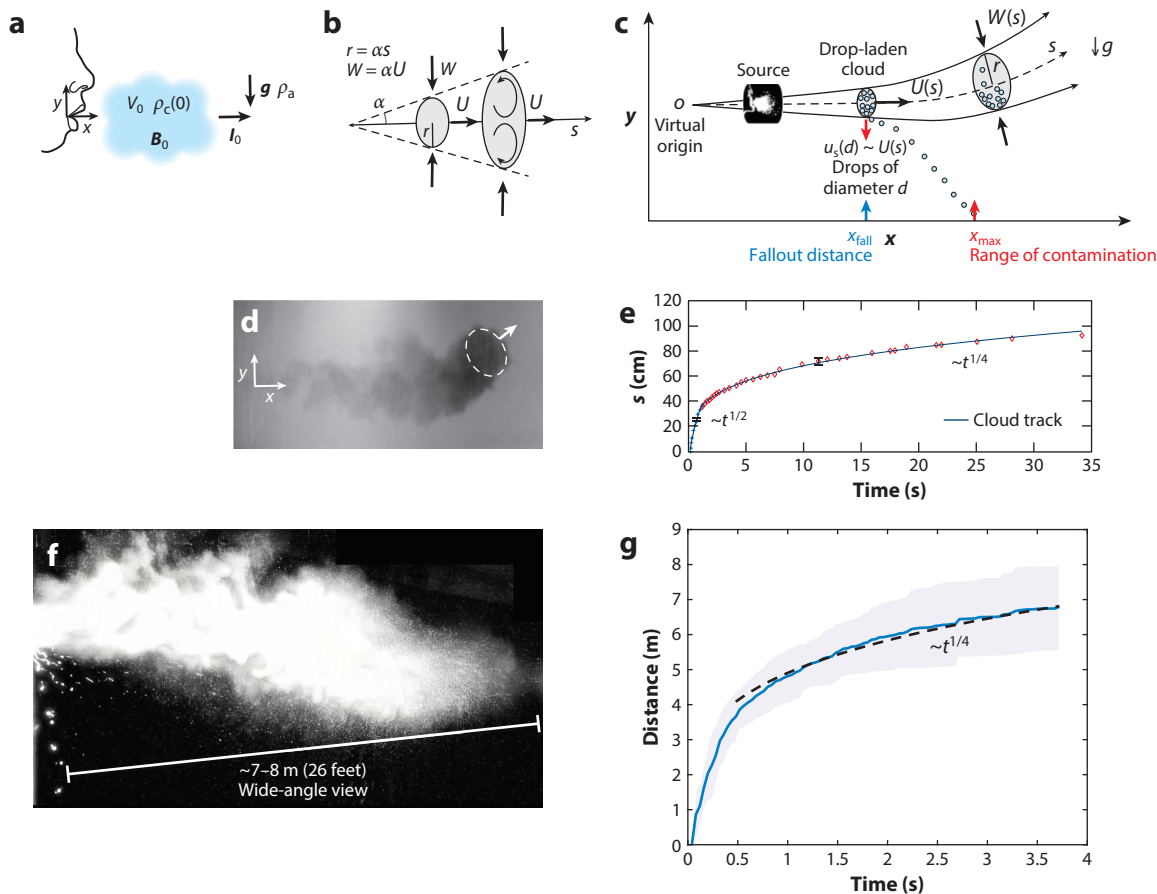 a
y
x
V₀ ρc(0)
B₀
I₀
g ρa
b
r = αs
W = αU
α
W
r
U
U
s
c
y
o
Virtual
origin
Source
Drop-laden
cloud
U(s)
W(s)
r
s
g
us(d) ~ U(s)
Drops of
diameter d
xfall
x
xmax
Fallout distance
Range of contamination
d
y
x
e
s (cm)
120
100
80
60
40
20
0
~t1/2
~t1/4
Cloud track
0
5
10
15
20
25
30
35
Time (s)
f
~7–8 m (26 feet)
Wide-angle view
g
Distance (m)
9
8
7
6
5
4
3
2
1
0
~t1/4
0
0.5
1
1.5
2
2.5
3
3.5
4
Time (s)